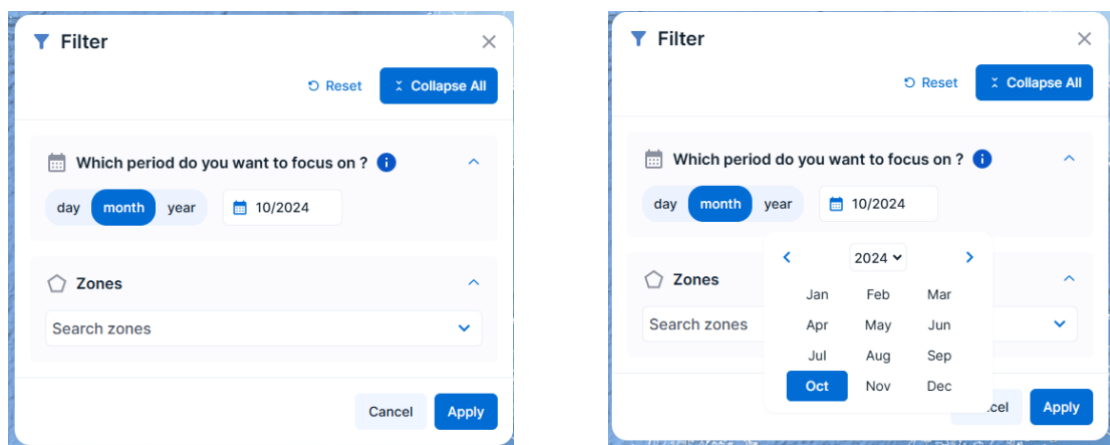 Filter
Reset
Collapse All
Which period do you want to focus on ?
day month year 10/2024
Zones
Search zones
Cancel Apply
Filter
Reset
Collapse All
Which period do you want to focus on ?
day month year 10/2024
2024
Jan Feb Mar
Apr May Jun
Jul Aug Sep
Oct Nov Dec
Zones
Search zones
cel Apply